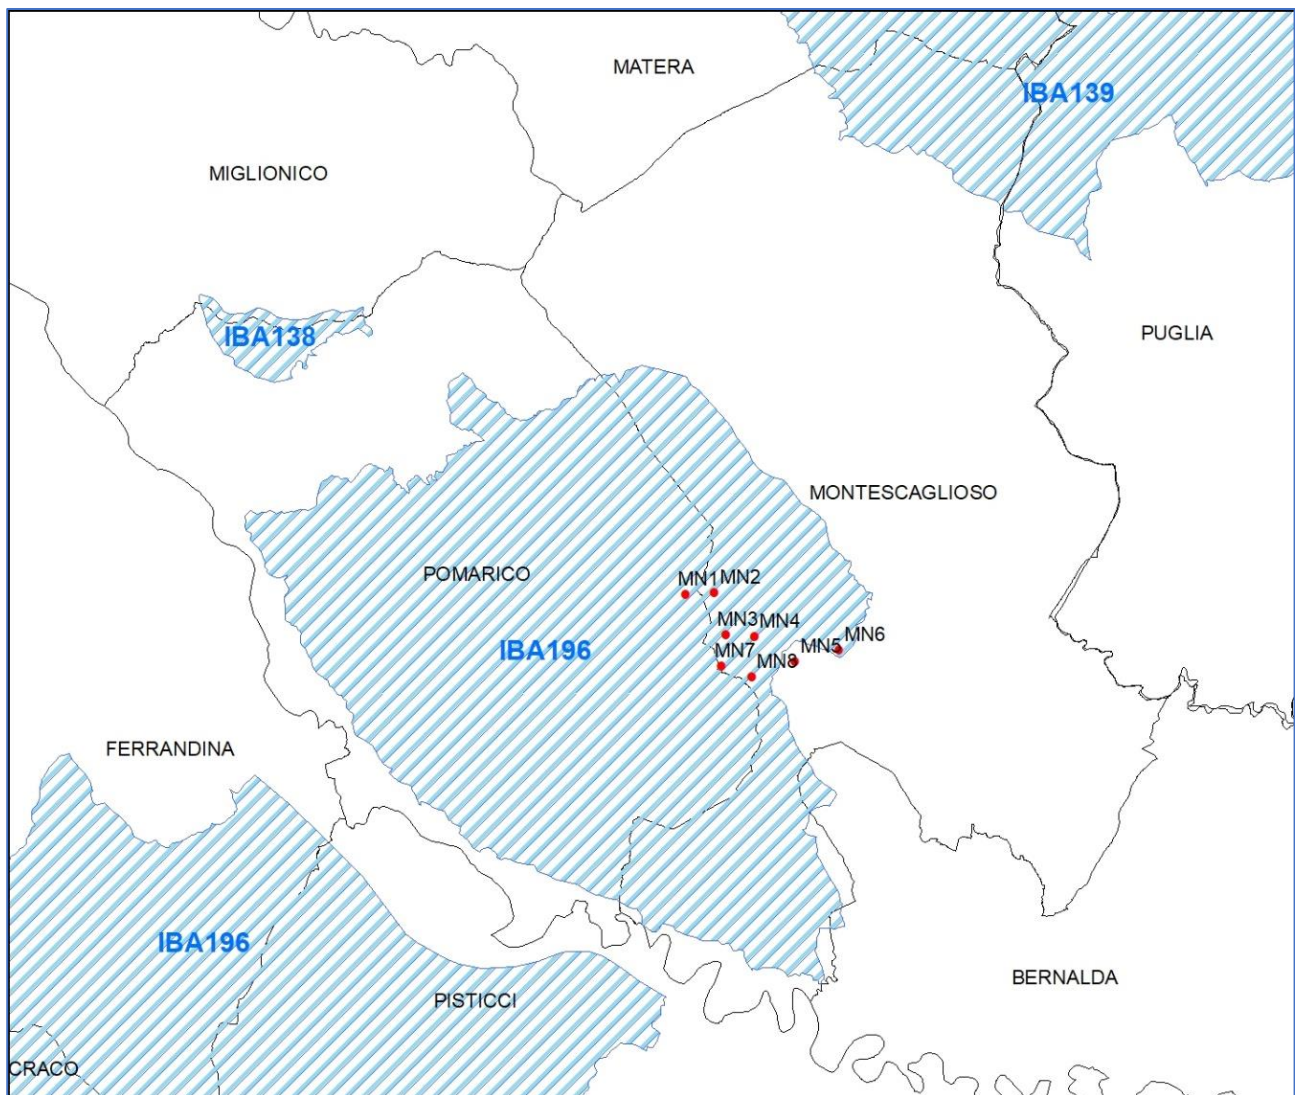 MATERA
IBA139
MIGLIONICO
IBA138
PUGLIA
MONTESCAGLIOSO
POMARICO
MN1
MN2
MN3
MN4
MN5
MN6
IBA196
MN7
MN8
FERRANDINA
IBA196
PISTICCI
BERNALDA
CRACO